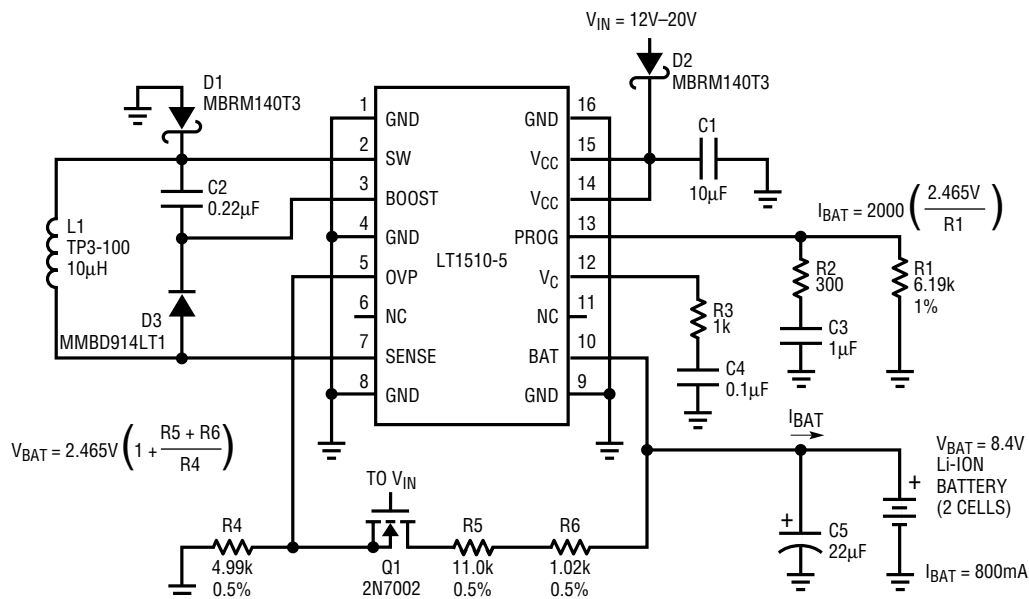 V_IN = 12V–20V
D2
MBRM140T3
D1
MBRM140T3
1
GND
2
SW
3
BOOST
4
GND
5
OVP
6
NC
7
SENSE
8
GND
LT1510-5
16
GND
15
V_CC
14
V_CC
13
PROG
12
V_C
11
NC
10
BAT
9
GND
C1
10µF
I_BAT = 2000 (2.465V / R1)
C2
0.22µF
L1
TP3-100
10µH
D3
MMBD914LT1
R3
1k
C4
0.1µF
R2
300
C3
1µF
R1
6.19k
1%
V_BAT = 2.465V (1 + R5 + R6 / R4)
TO V_IN
R4
4.99k
0.5%
Q1
2N7002
R5
11.0k
0.5%
R6
1.02k
0.5%
I_BAT
+
C5
22µF
+
V_BAT = 8.4V
Li-ION
BATTERY
(2 CELLS)
I_BAT = 800mA